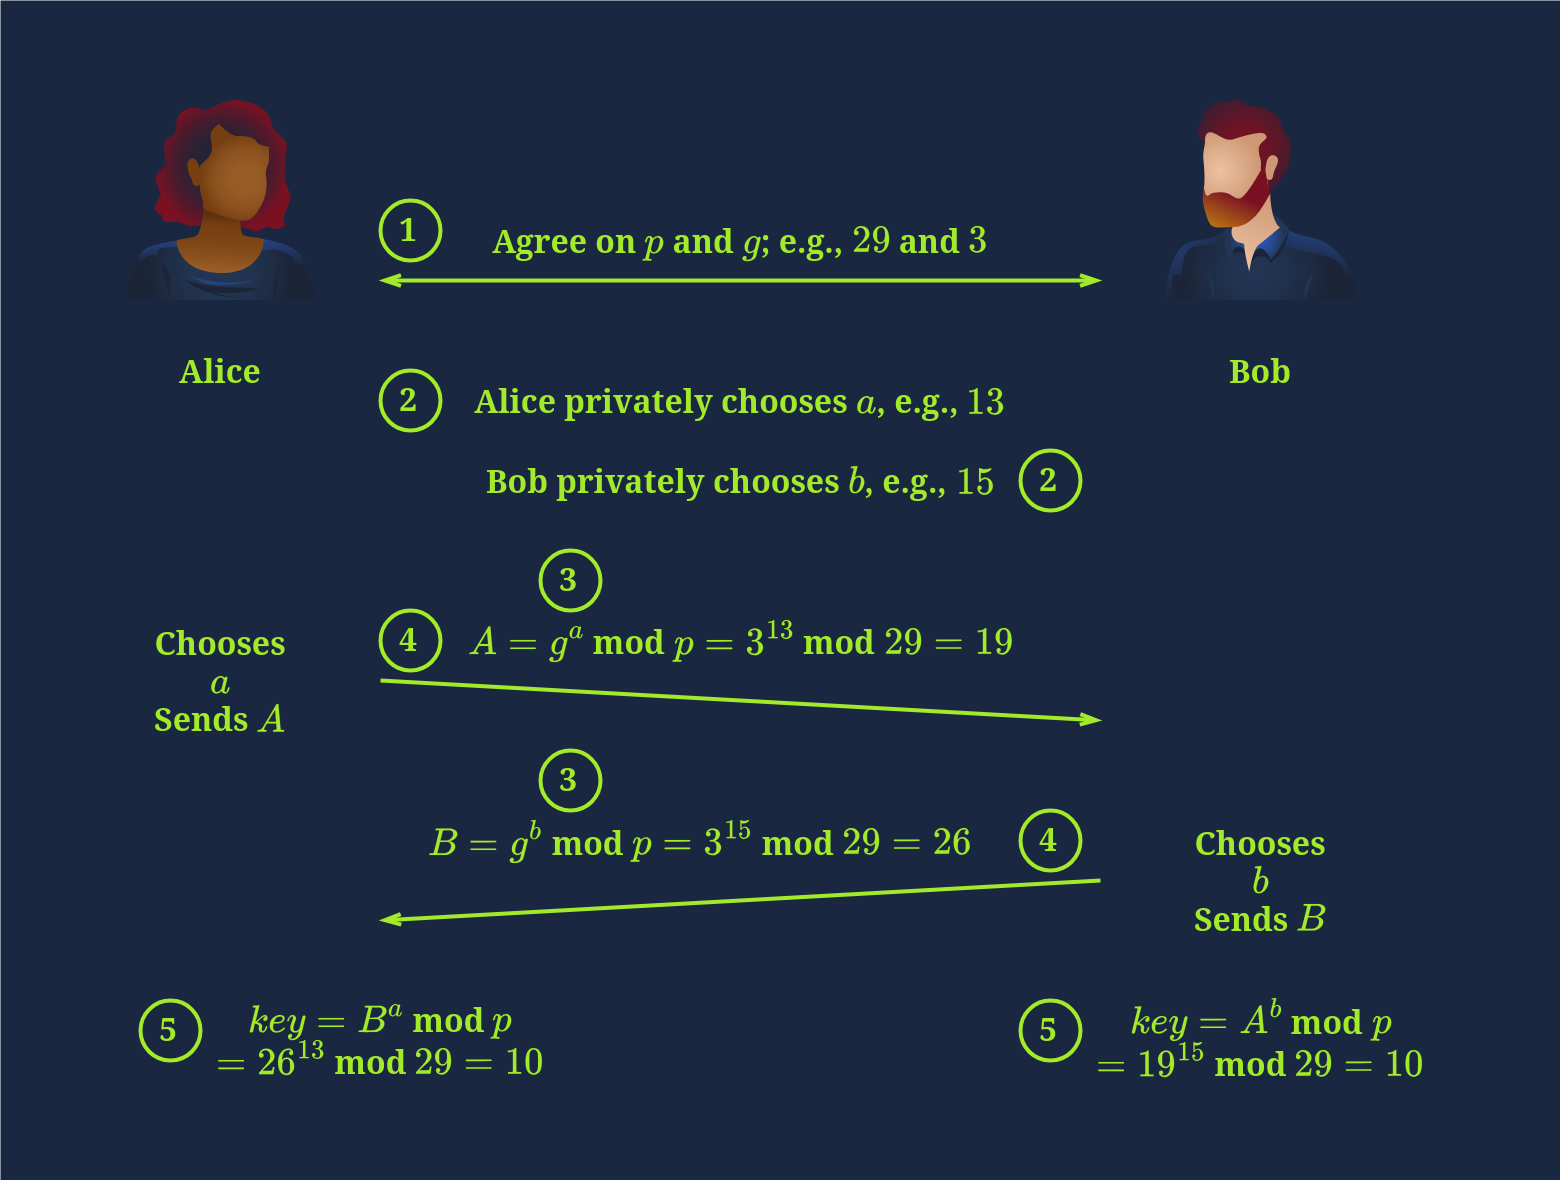 1
Agree on p and g; e.g., 29 and 3
Alice
Bob
2
Alice privately chooses a, e.g., 13
Bob privately chooses b, e.g., 15
2
3
Chooses
a
Sends A
4
A = g^a mod p = 3^13 mod 29 = 19
3
B = g^b mod p = 3^15 mod 29 = 26
4
Chooses
b
Sends B
5
key = B^a mod p
= 26^13 mod 29 = 10
5
key = A^b mod p
= 19^15 mod 29 = 10